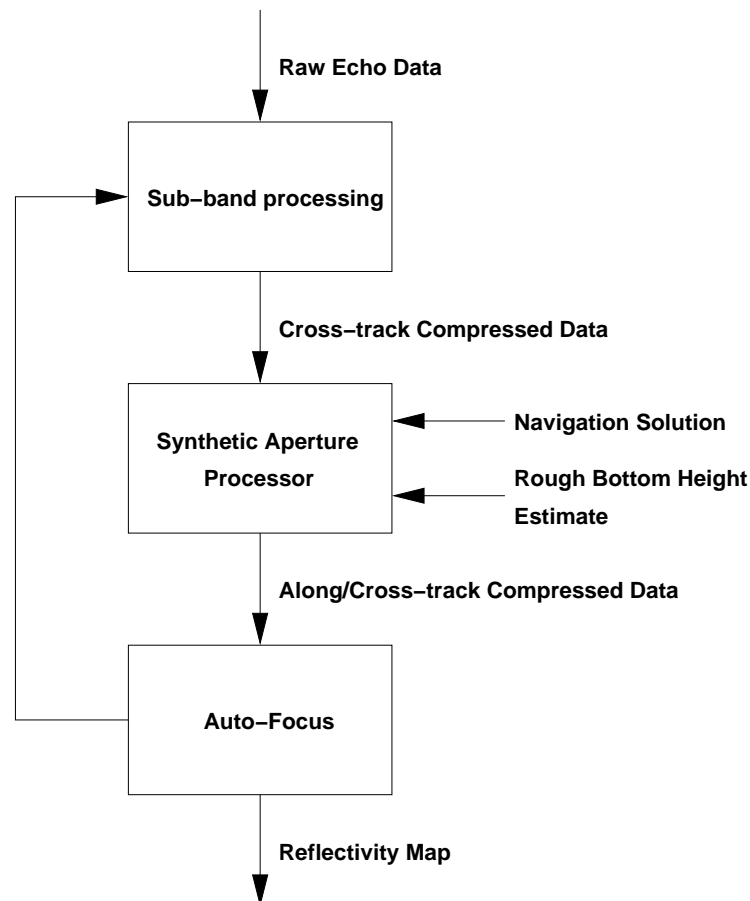 Raw Echo Data
Sub−band processing
Cross−track Compressed Data
Synthetic Aperture
Processor
Navigation Solution
Rough Bottom Height
Estimate
Along/Cross−track Compressed Data
Auto−Focus
Reflectivity Map